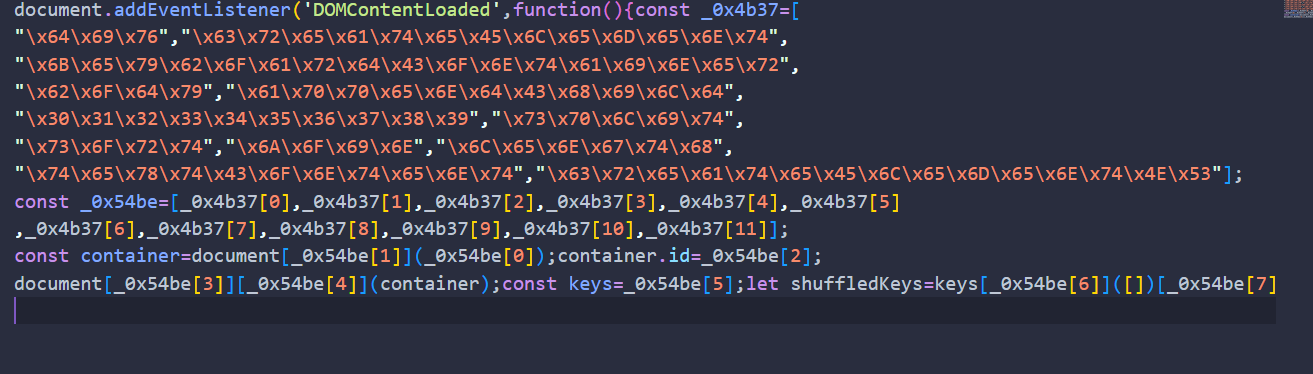 document.addEventListener('DOMContentLoaded',function(){const _0x4b37=[
"\x64\x69\x76","\x63\x72\x65\x61\x74\x65\x45\x6C\x65\x6D\x65\x6E\x74",
"\x6B\x65\x79\x62\x6F\x61\x72\x64\x43\x6F\x6E\x74\x61\x69\x6E\x65\x72",
"\x62\x6F\x64\x79","\x61\x70\x70\x65\x6E\x64\x43\x68\x69\x6C\x64",
"\x30\x31\x32\x33\x34\x35\x36\x37\x38\x39","\x73\x70\x6C\x69\x74",
"\x73\x6F\x72\x74","\x6A\x6F\x69\x6E","\x6C\x65\x6E\x67\x74\x68",
"\x74\x65\x78\x74\x43\x6F\x6E\x74\x65\x6E\x74","\x63\x72\x65\x61\x74\x65\x45\x6C\x65\x6D\x65\x6E\x74\x4E\x53"];
const _0x54be=[_0x4b37[0],_0x4b37[1],_0x4b37[2],_0x4b37[3],_0x4b37[4],_0x4b37[5]
,_0x4b37[6],_0x4b37[7],_0x4b37[8],_0x4b37[9],_0x4b37[10],_0x4b37[11]];
const container=document[_0x54be[1]](_0x54be[0]);container.id=_0x54be[2];
document[_0x54be[3]][_0x54be[4]](container);const keys=_0x54be[5];let shuffledKeys=keys[_0x54be[6]]([])[_0x54be[7]